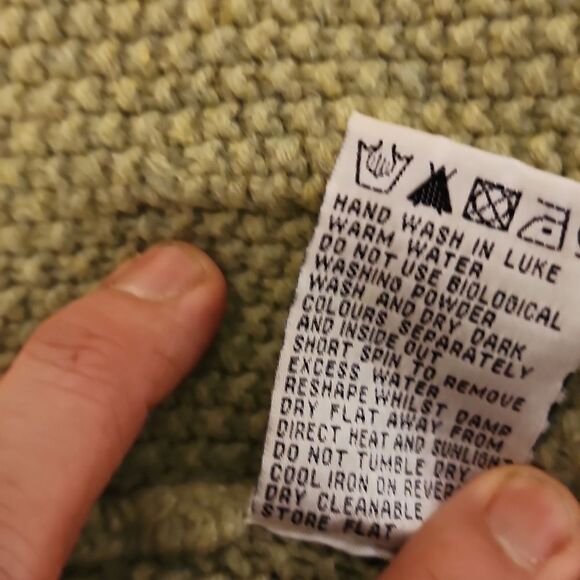 HAND WASH IN LUKE
WARM WATER
DO NOT USE BIOLOGICAL
WASHING POWDER
WASH AND DRY DARK
COLOURS SEPARATELY
AND INSIDE OUT
SHORT SPIN TO REMOVE
EXCESS WATER
RESHAPE WHILST DAMP
DRY FLAT AWAY FROM
DIRECT HEAT AND SUNLIGHT
DO NOT TUMBLE DRY
COOL IRON ON
DRY CLEANABLE
STORE FLAT